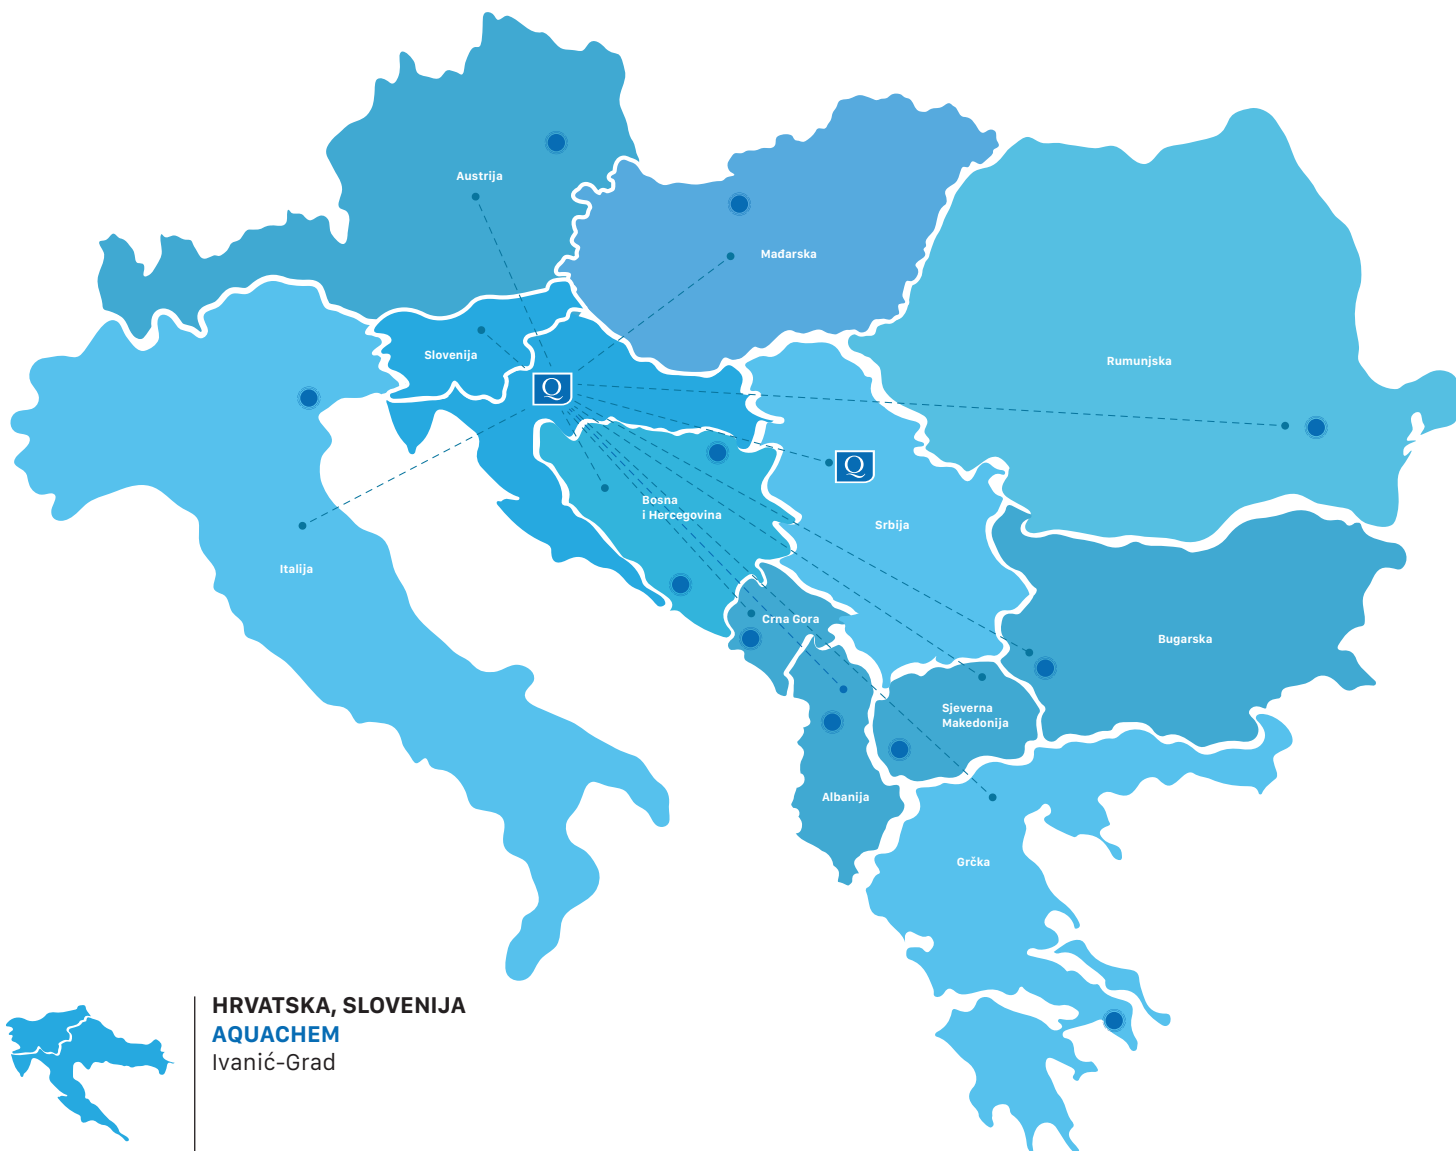 Austrija
Mađarska
Slovenija
Rumunjska
Q
Q
Bosna
i Hercegovina
Srbija
Italija
Crna Gora
Bugarska
Sjeverna
Makedonija
Albanija
Grčka
HRVATSKA, SLOVENIJA
AQUACHEM
Ivanić-Grad